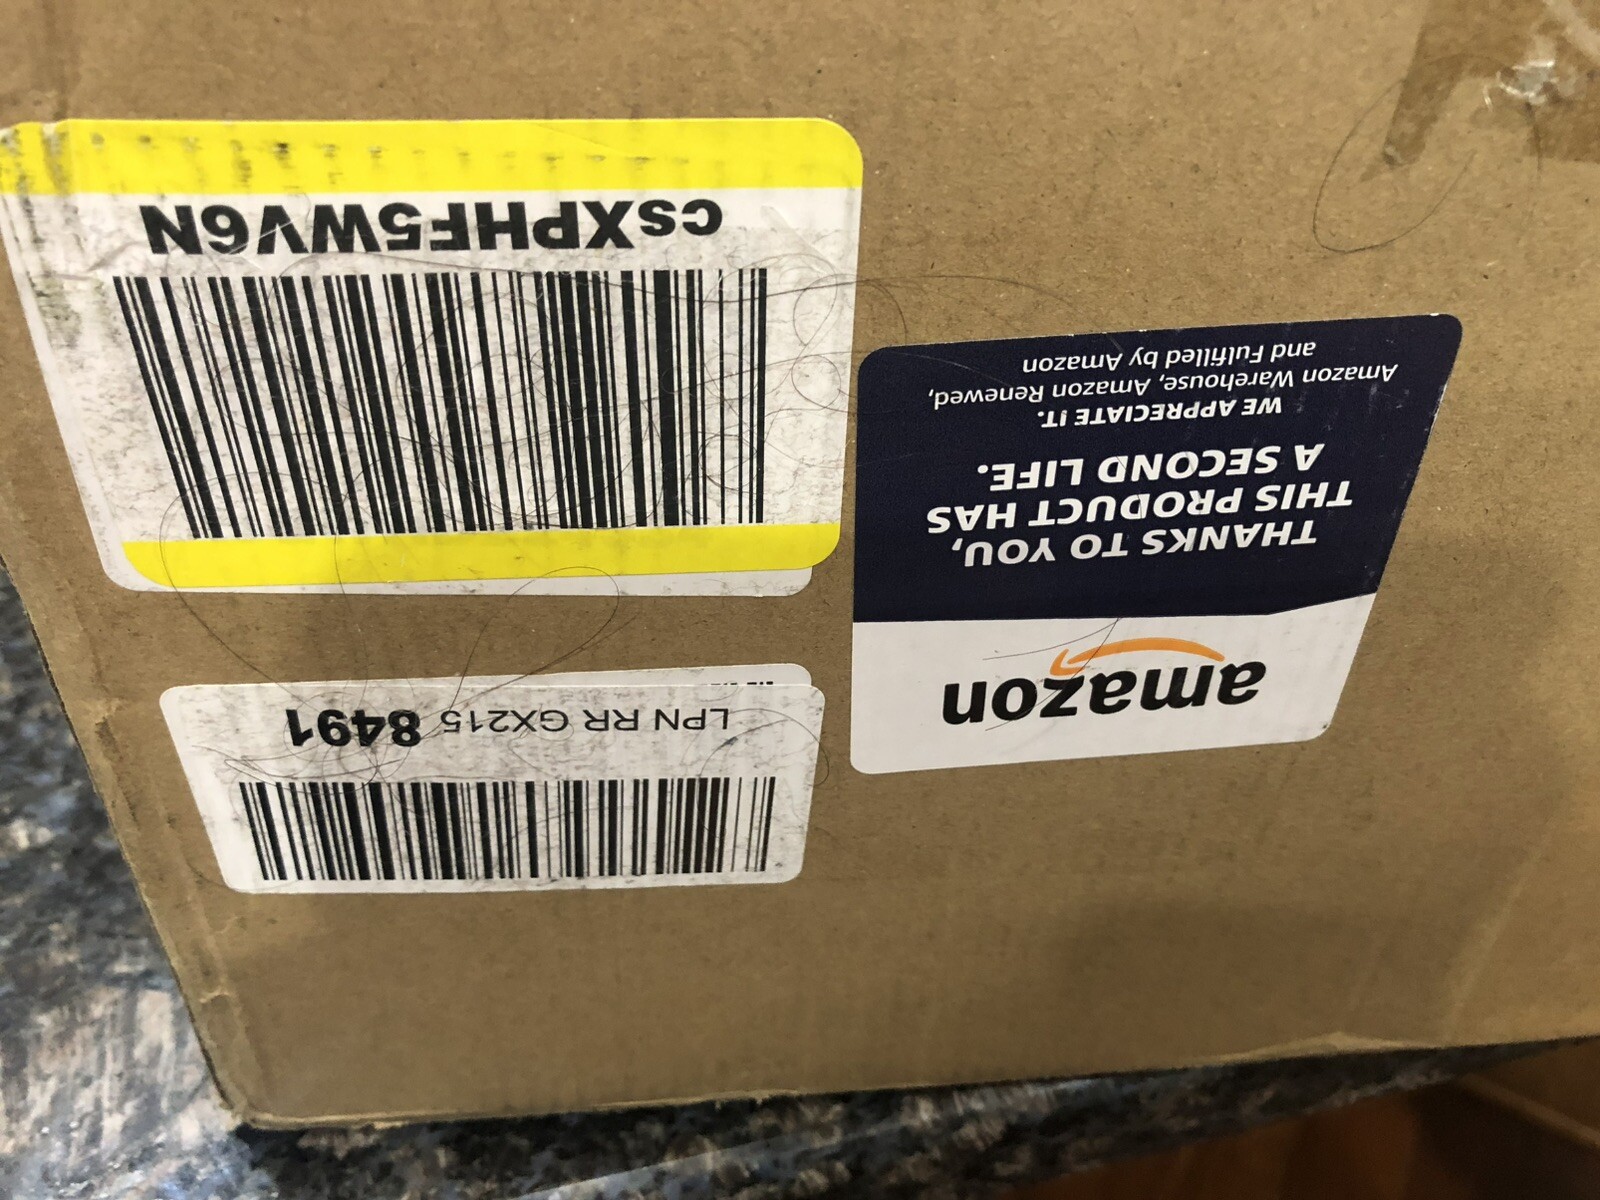 csXPHF5WV6N
LPN RR GX215 8491
amazon
THANKS TO YOU,
THIS PRODUCT HAS
A SECOND LIFE.
WE APPRECIATE IT.
Amazon Warehouse, Amazon Renewed,
and Fulfilled by Amazon